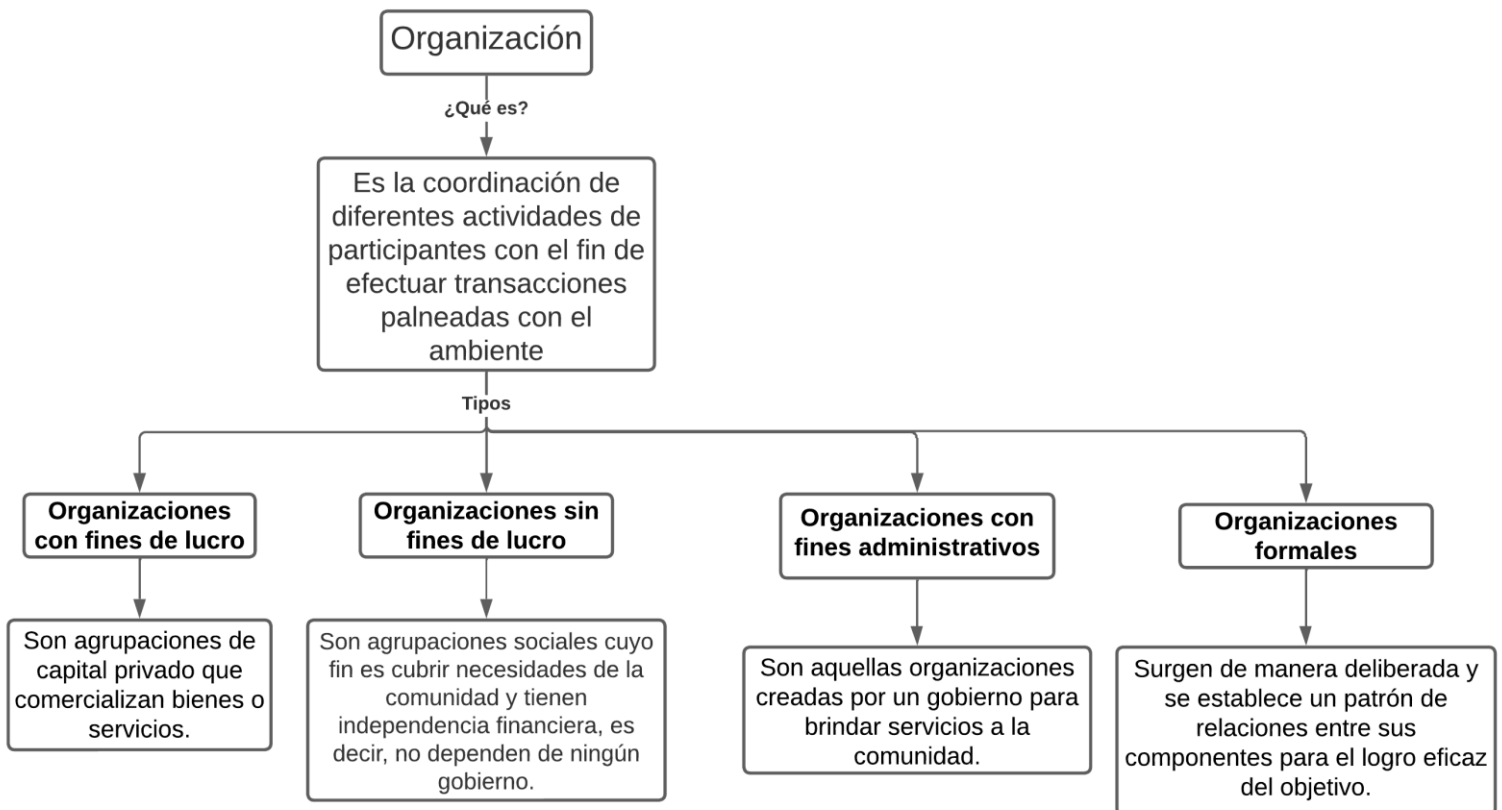 Organización
¿Qué es?
Es la coordinación de
diferentes actividades de
participantes con el fin de
efectuar transacciones
palneadas con el
ambiente
Tipos
Organizaciones
con fines de lucro
Organizaciones sin
fines de lucro
Organizaciones con
fines administrativos
Organizaciones
formales
Son agrupaciones de
capital privado que
comercializan bienes o
servicios.
Son agrupaciones sociales cuyo
fin es cubrir necesidades de la
comunidad y tienen
independencia financiera, es
decir, no dependen de ningún
gobierno.
Son aquellas organizaciones
creadas por un gobierno para
brindar servicios a la
comunidad.
Surgen de manera deliberada y
se establece un patrón de
relaciones entre sus
componentes para el logro eficaz
del objetivo.